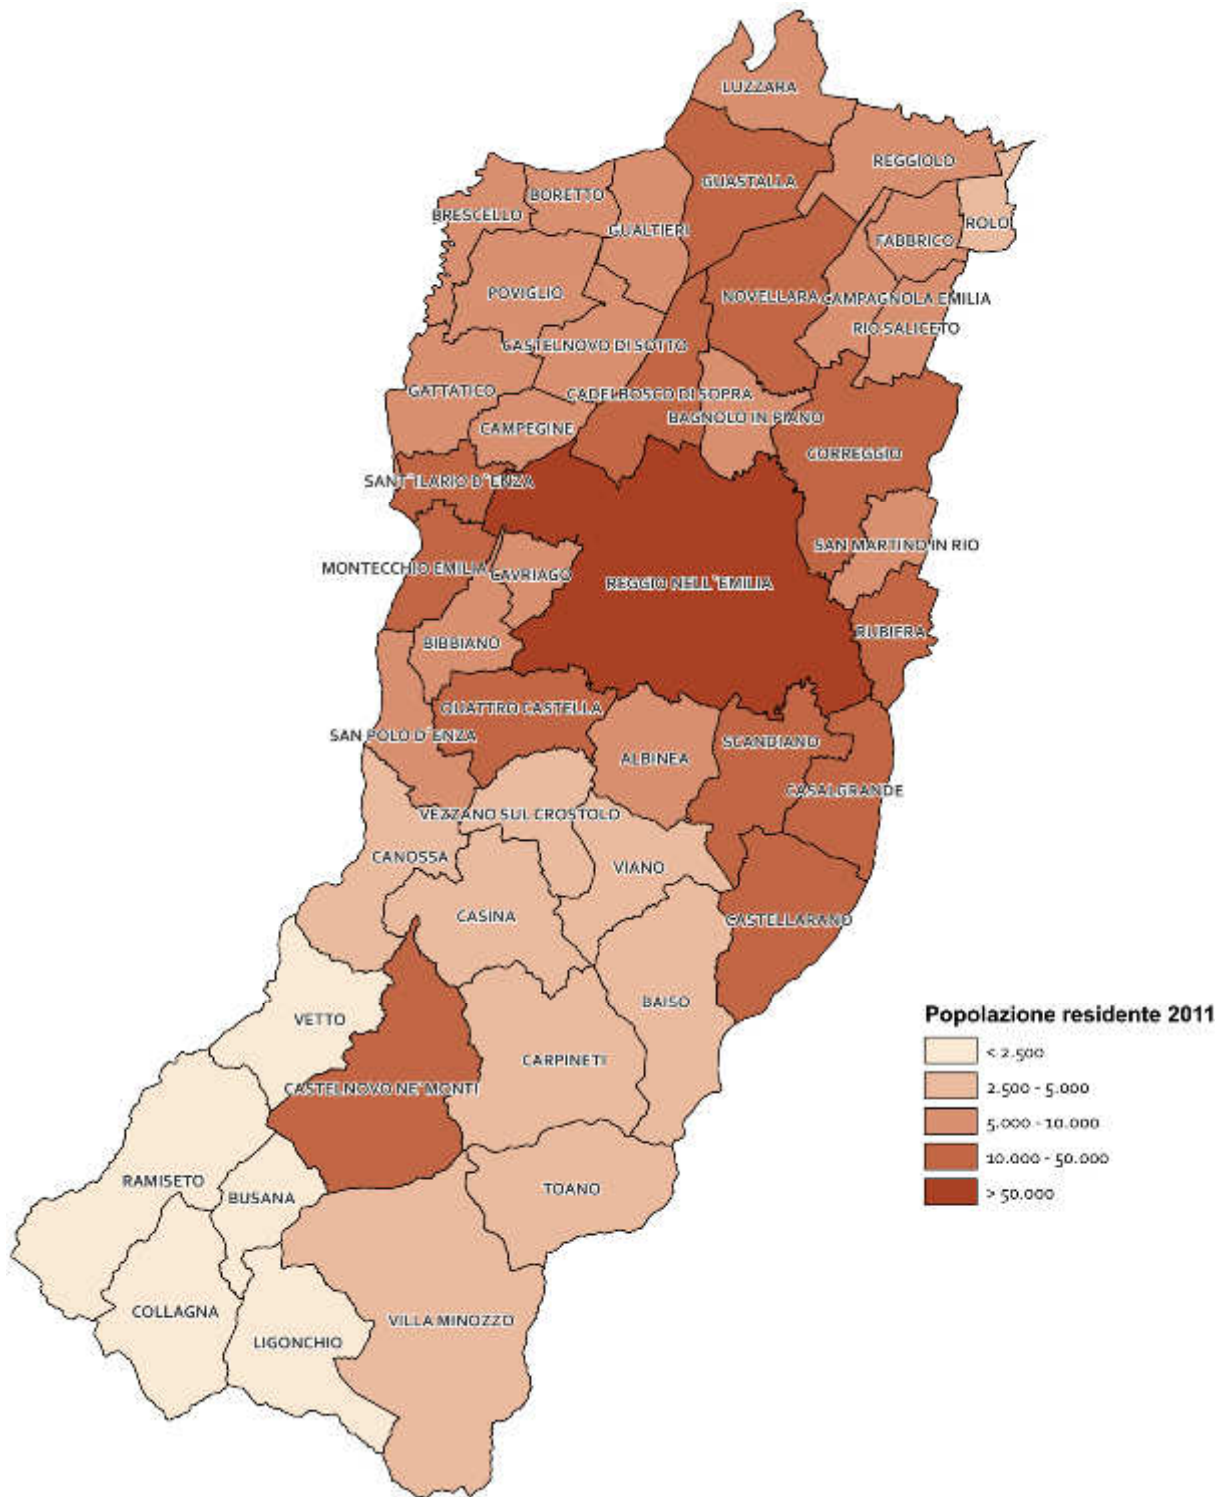 LUZZARA
REGGIOLO
GUASTALLA
BORETTO
BRESCELLO
GUALTIERI
ROLO
FABBRICO
POVIGLIO
NOVELLARA
CAMPAGNOLA EMILIA
RIO SALICETO
CASTELNOVO DI SOTTO
GATTATICO
CADELBOSCO DI SOPRA
BAGNOLO IN PIANO
CAMPEGINE
CORREGGIO
SANT'ILARIO D'ENZA
SAN MARTINO IN RIO
MONTECCHIO EMILIA
CAVRIAGO
REGGIO NELL'EMILIA
RUBIERA
BIBBIANO
QUATTRO CASTELLA
SAN POLO D'ENZA
SCANDIANO
ALBINEA
CASALGRANDE
VEZZANO SUL CROSTOLO
CANOSSA
VIANO
CASINA
CASTELLARANO
BAISO
VETTO
CARPINETI
CASTELNOVO NE'MONTI
RAMISETO
BUSANA
TOANO
COLLAGNA
VILLA MINOZZO
LIGONCHIO
Popolazione residente 2011
< 2.500
2.500 - 5.000
5.000 - 10.000
10.000 - 50.000
> 50.000